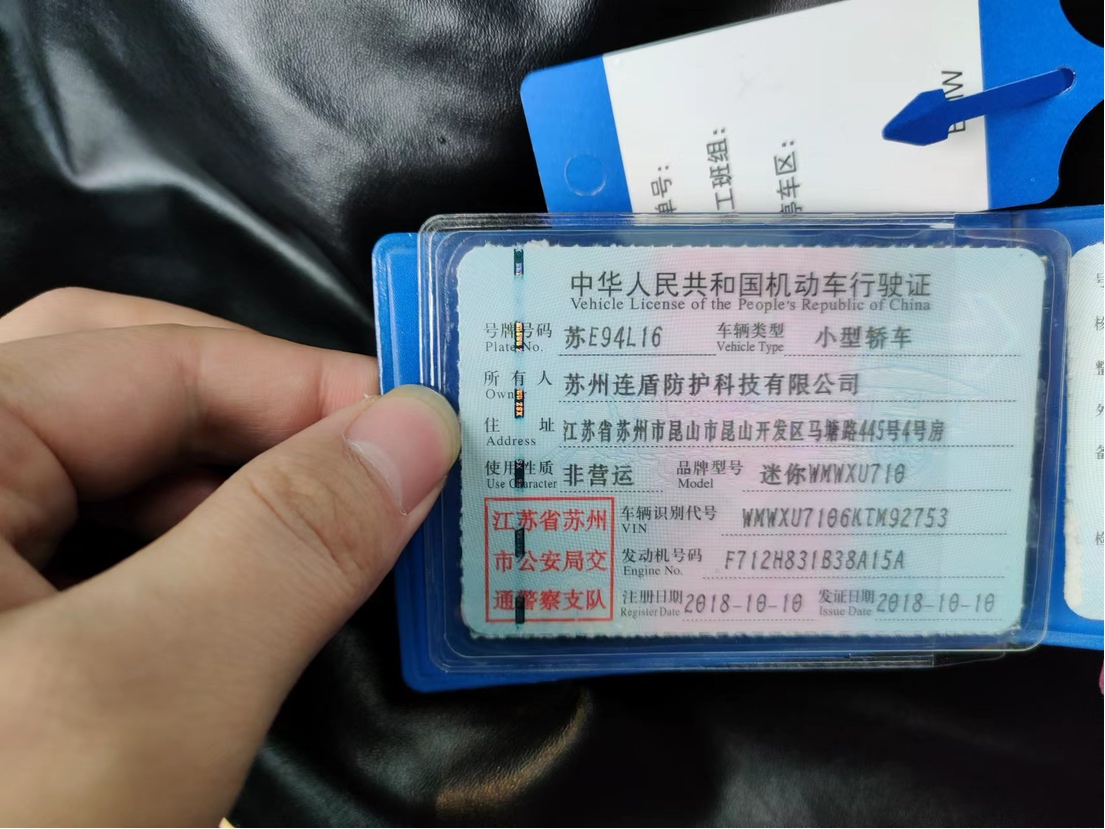 单号:
工班组:
停车区:
BMW
中华人民共和国机动车行驶证
Vehicle License of the People's Republic of China
号牌号码 苏E94L16 车辆类型 小型轿车
Plate No. Vehicle Type
所有人 苏州连盾防护科技有限公司
Owner
住址 江苏省苏州市昆山市昆山开发区马塘路445号4号房
Address
使用性质 非营运 品牌型号 迷你WMWXU710
Use Character Model
江苏省苏州
市公安局交
通警察支队
车辆识别代号 WMWXU7106KTM92753
VIN
发动机号码 F712H831B38A15A
Engine No.
注册日期 2018-10-10 发证日期 2018-10-10
Register Date Issue Date